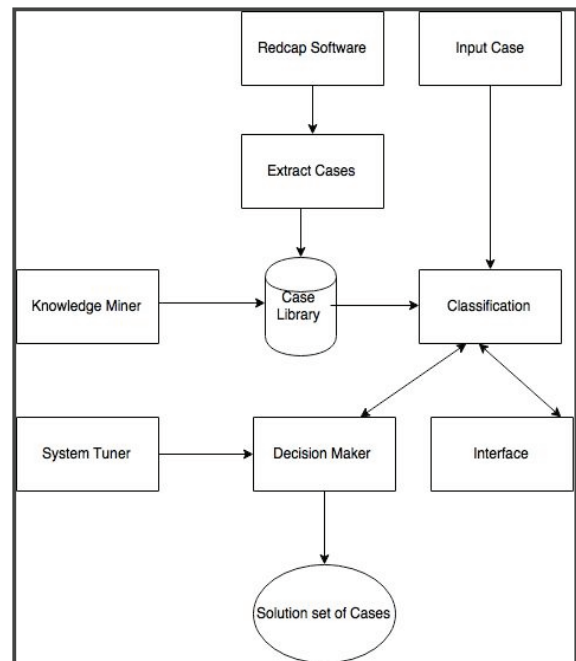 Redcap Software
Input Case
Extract Cases
Knowledge Miner
Case
Library
Classification
System Tuner
Decision Maker
Interface
Solution set of Cases